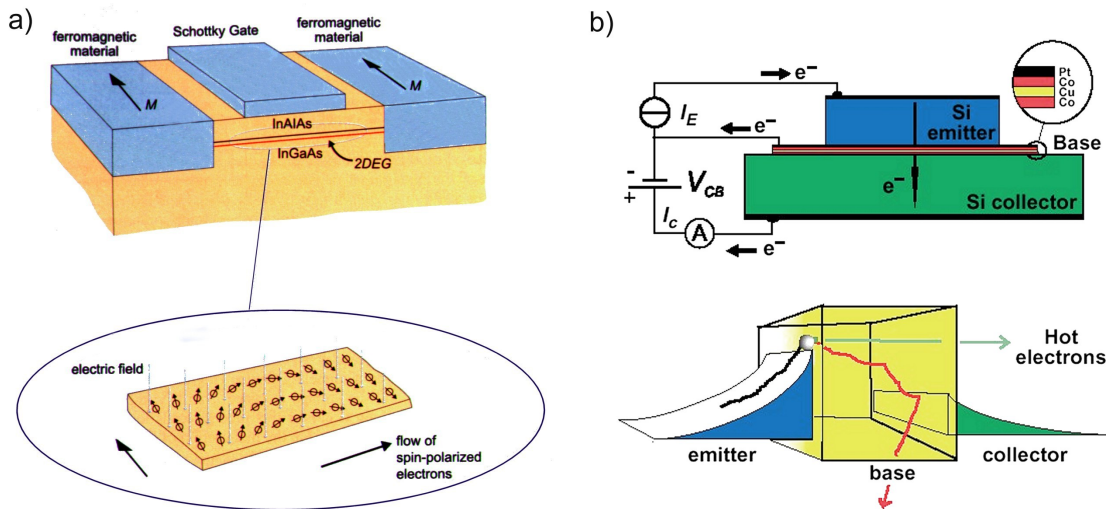 a)
ferromagnetic
material
Schottky Gate
ferromagnetic
material
M
M
InAlAs
InGaAs
2DEG
electric field
flow of
spin-polarized
electrons
b)
e⁻
I_E
e⁻
Pt
Co
Cu
Co
Si
emitter
Base
-
+
V_CB
e⁻
Si collector
I_c
A
e⁻
Hot
electrons
emitter
base
collector